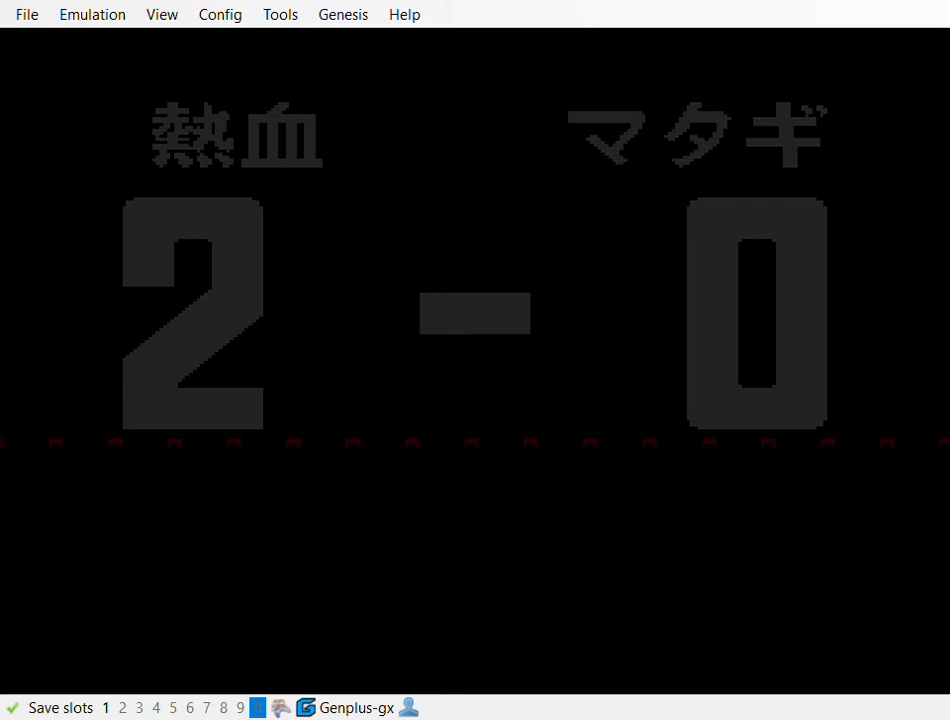 File Emulation View Config Tools Genesis Help
熱血 マタギ
2 - 0
Save slots 1 2 3 4 5 6 7 8 9 0 Genplus-gx